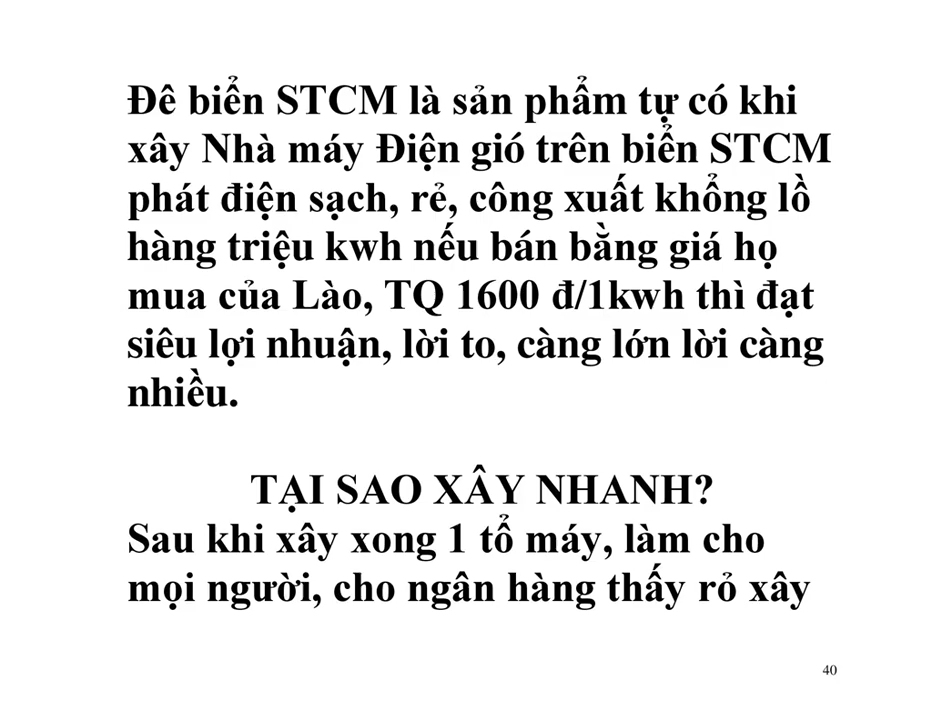 Đê biển STCM là sản phẩm tự có khi
xây Nhà máy Điện gió trên biển STCM
phát điện sạch, rẻ, công xuất khổng lồ
hàng triệu kwh nếu bán bằng giá họ
mua của Lào, TQ 1600 đ/1kwh thì đạt
siêu lợi nhuận, lời to, càng lớn lời càng
nhiều.
TẠI SAO XÂY NHANH?
Sau khi xây xong 1 tổ máy, làm cho
mọi người, cho ngân hàng thấy rỏ xây
40